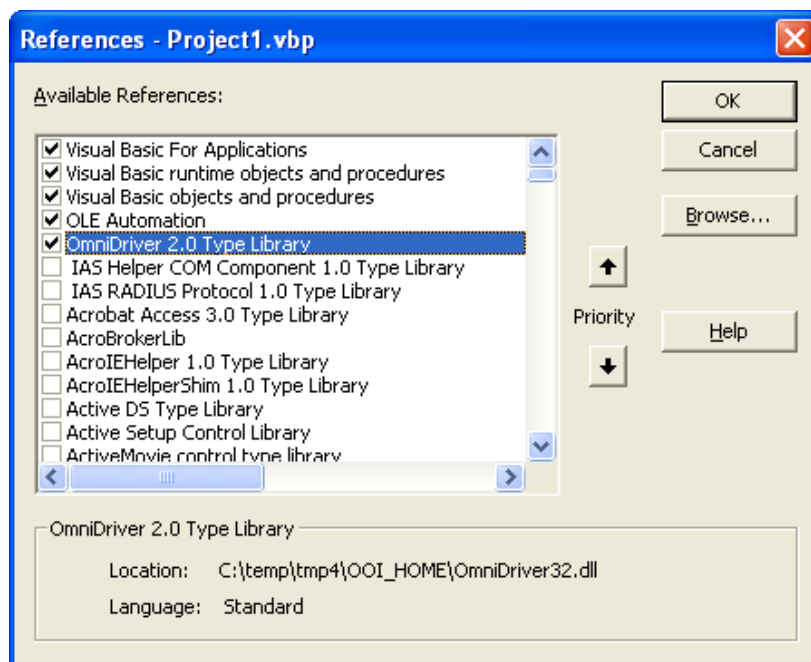 References - Project1.vbp
Available References:
Visual Basic For Applications
Visual Basic runtime objects and procedures
Visual Basic objects and procedures
OLE Automation
OmniDriver 2.0 Type Library
IAS Helper COM Component 1.0 Type Library
IAS RADIUS Protocol 1.0 Type Library
Acrobat Access 3.0 Type Library
AcroBrokerLib
AcroIEHelper 1.0 Type Library
AcroIEHelperShim 1.0 Type Library
Active DS Type Library
Active Setup Control Library
ActiveMovie control type library
Priority
OK
Cancel
Browse...
Help
OmniDriver 2.0 Type Library
Location: C:\temp\tmp4\OOI_HOME\OmniDriver32.dll
Language: Standard